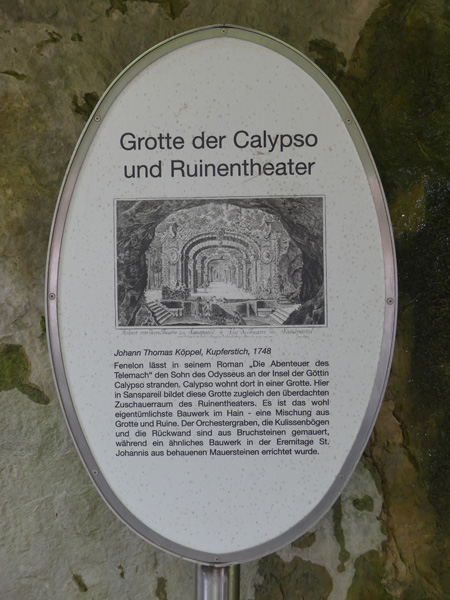 Grotte der Calypso
und Ruinentheater
Johann Thomas Köppel, Kupferstich, 1748
Fenelon lässt in seinem Roman „Die Abenteuer des
Telemach“ den Sohn des Odysseus an der Insel der Göttin
Calypso stranden. Calypso wohnt dort in einer Grotte. Hier
in Sanspareil bildet diese Grotte zugleich den überdachten
Zuschauerraum des Ruinentheaters. Es ist das wohl
eigentümlichste Bauwerk im Hain - eine Mischung aus
Grotte und Ruine. Der Orchestergraben, die Kulissenbögen
und die Rückwand sind aus Bruchsteinen gemauert,
während ein ähnliches Bauwerk in der Eremitage St.
Johannis aus behauenen Mauersteinen errichtet wurde.